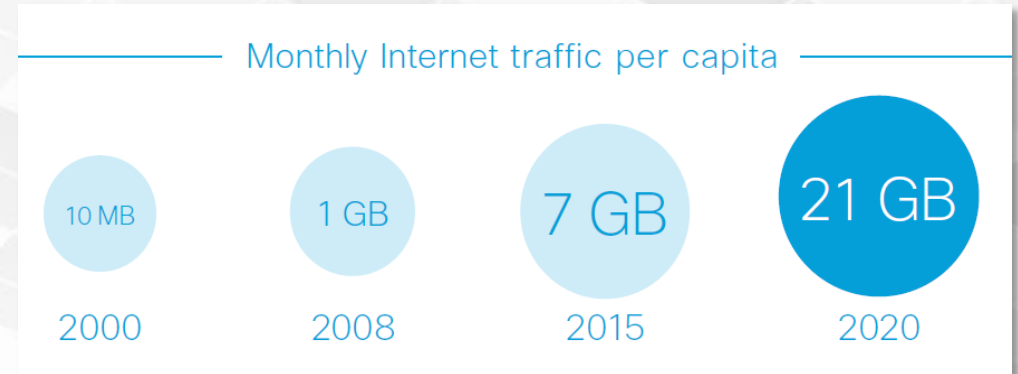 Monthly Internet traffic per capita
10 MB
1 GB
7 GB
21 GB
2000
2008
2015
2020